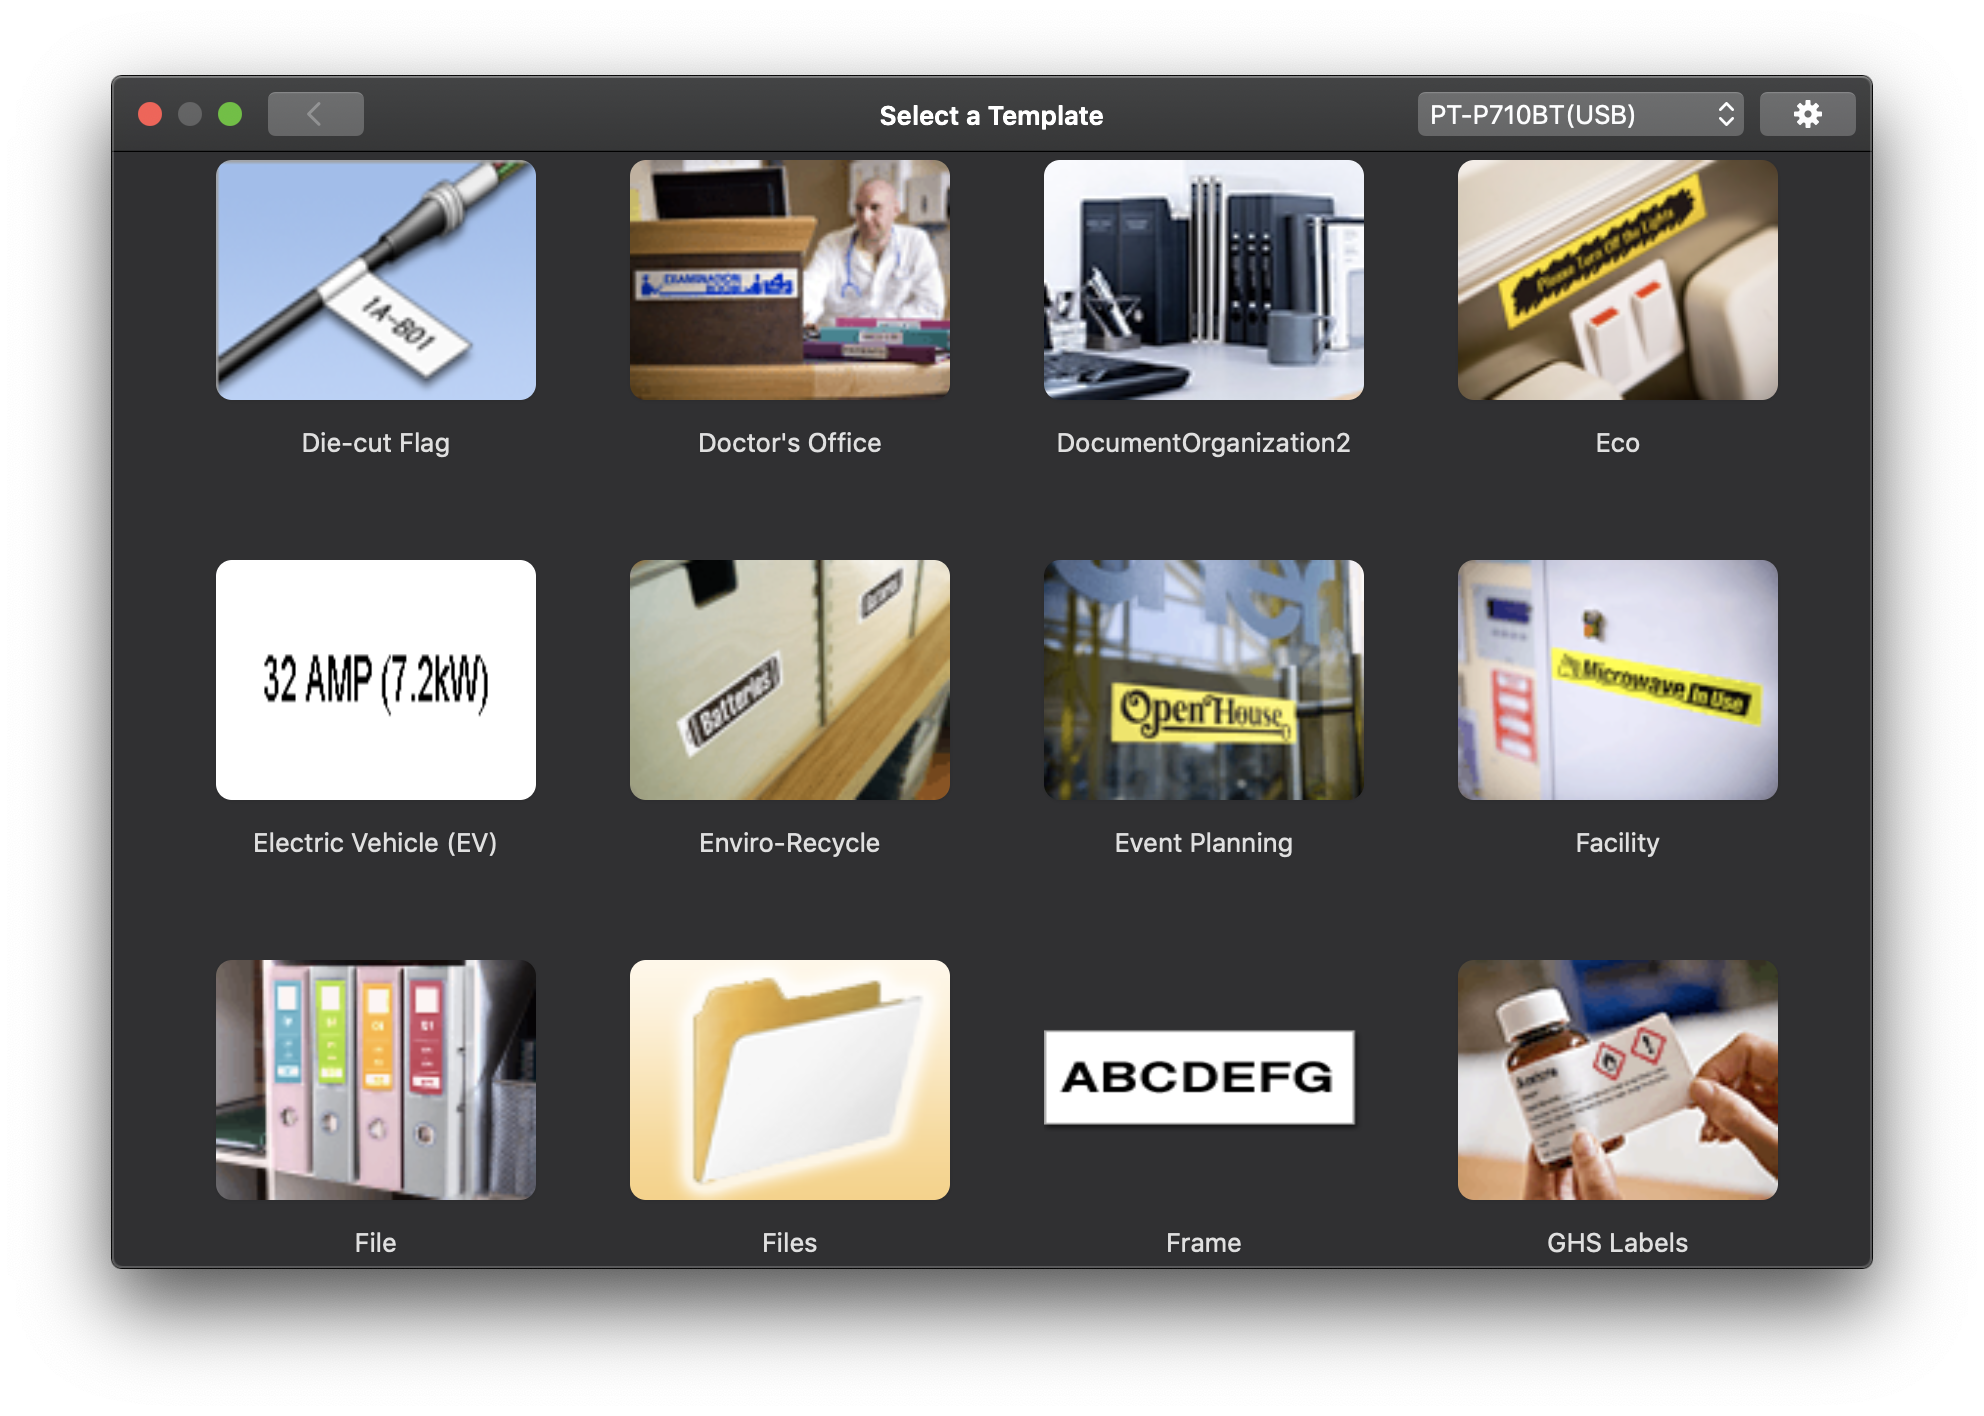 Select a Template
PT-P710BT(USB)
1A-B01
EXAMINATION
ROOM
Please Turn Off the Lights
Die-cut Flag
Doctor's Office
DocumentOrganization2
Eco
32 AMP (7.2kW)
Batteries
Batteries
Open House
Microwave In Use
Electric Vehicle (EV)
Enviro-Recycle
Event Planning
Facility
ABCDEFG
Acetone
File
Files
Frame
GHS Labels